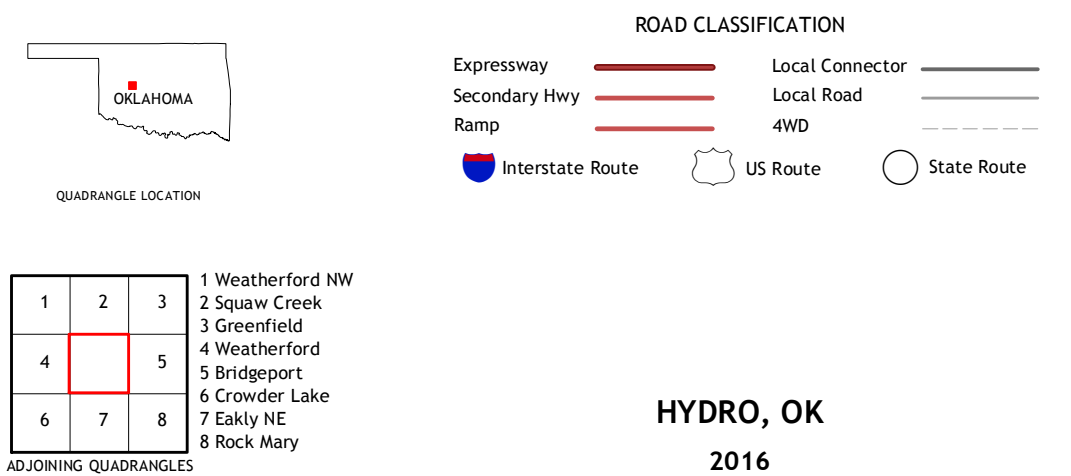 OKLAHOMA
QUADRANGLE LOCATION
ROAD CLASSIFICATION
Expressway
Secondary Hwy
Ramp
Local Connector
Local Road
4WD
Interstate Route
US Route
State Route
1 2 3
4 5
6 7 8
ADJOINING QUADRANGLES
1 Weatherford NW
2 Squaw Creek
3 Greenfield
4 Weatherford
5 Bridgeport
6 Crowder Lake
7 Eakly NE
8 Rock Mary
HYDRO, OK
2016